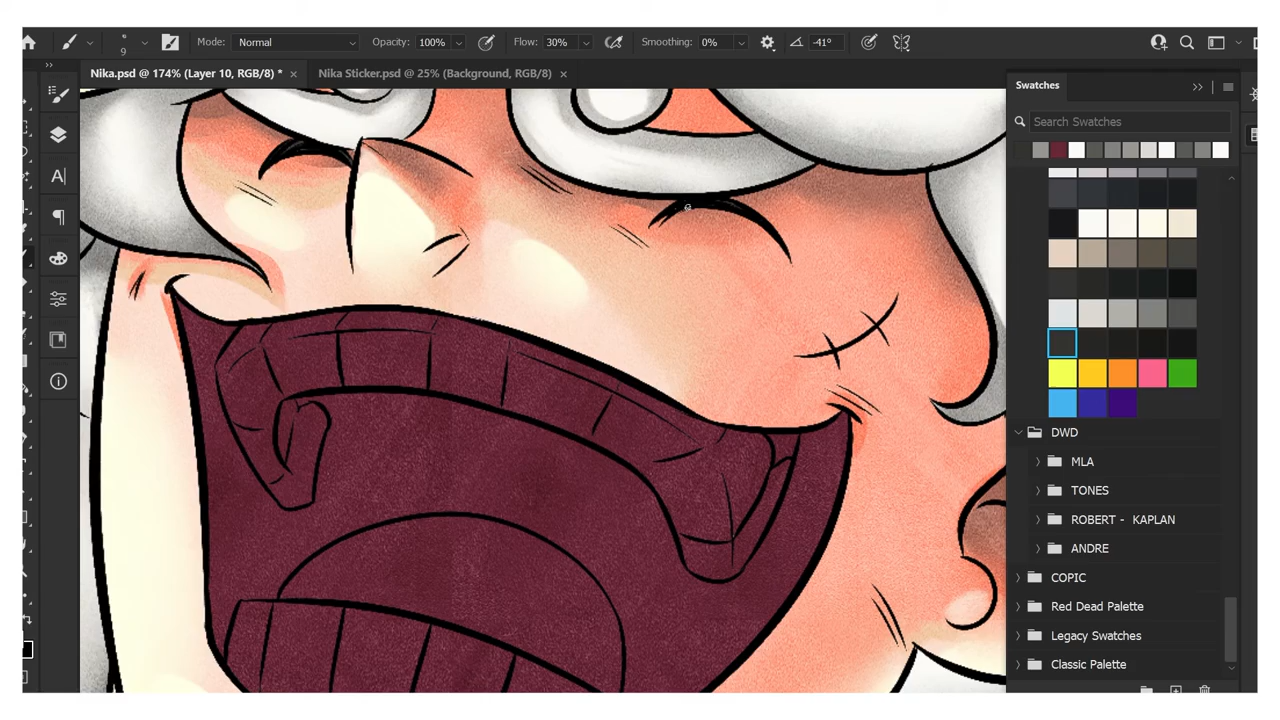 9 Mode: Normal Opacity: 100% Flow: 30% Smoothing: 0% -41°
Nika.psd @ 174% (Layer 10, RGB/8) * × Nika Sticker.psd @ 25% (Background, RGB/8) ×
Swatches
Search Swatches
DWD
MLA
TONES
ROBERT - KAPLAN
ANDRE
COPIC
Red Dead Palette
Legacy Swatches
Classic Palette